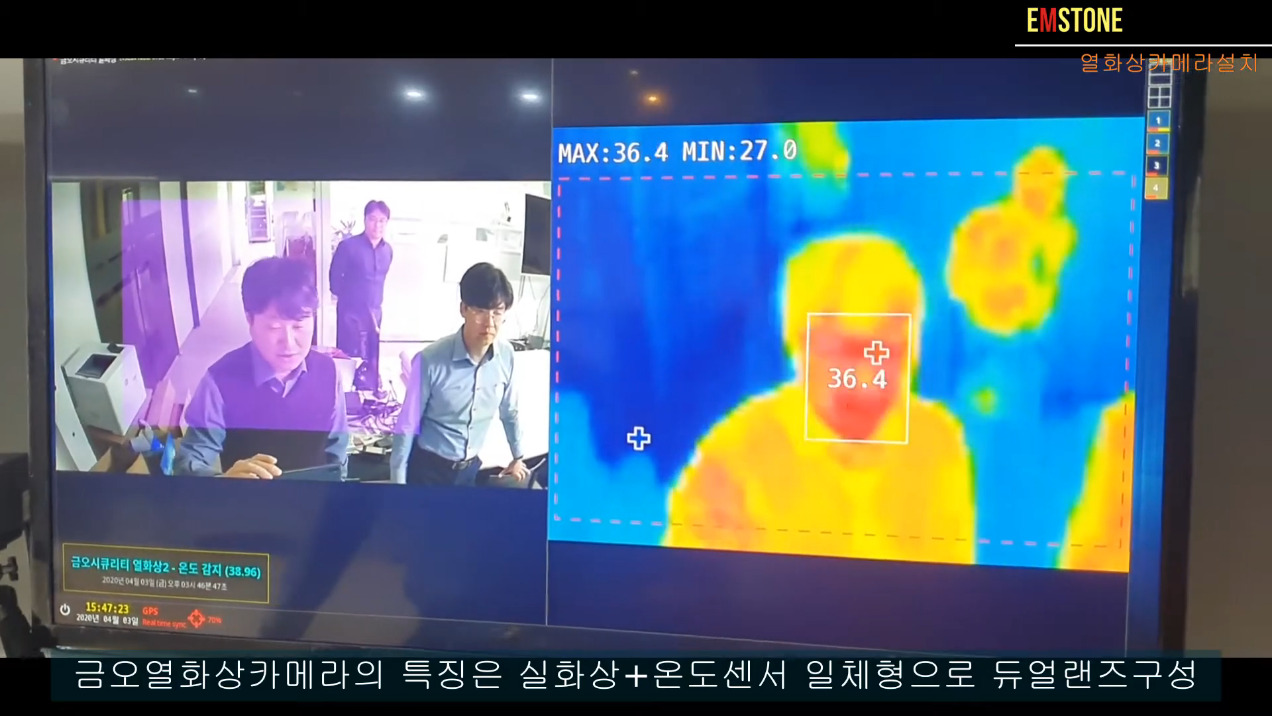 EMSTONE
열화상카메라설치
MAX:36.4 MIN:27.0
1
2
3
4
36.4
금오시큐리티 열화상2 - 온도 감지 (38.96)
2020년 04월 03일 (금) 오후 03시 46분 47초
15:47:23
2020년 04월 03일
GPS
Real time sync
70%
금오열화상카메라의 특징은 실화상+온도센서 일체형으로 듀얼랜즈구성